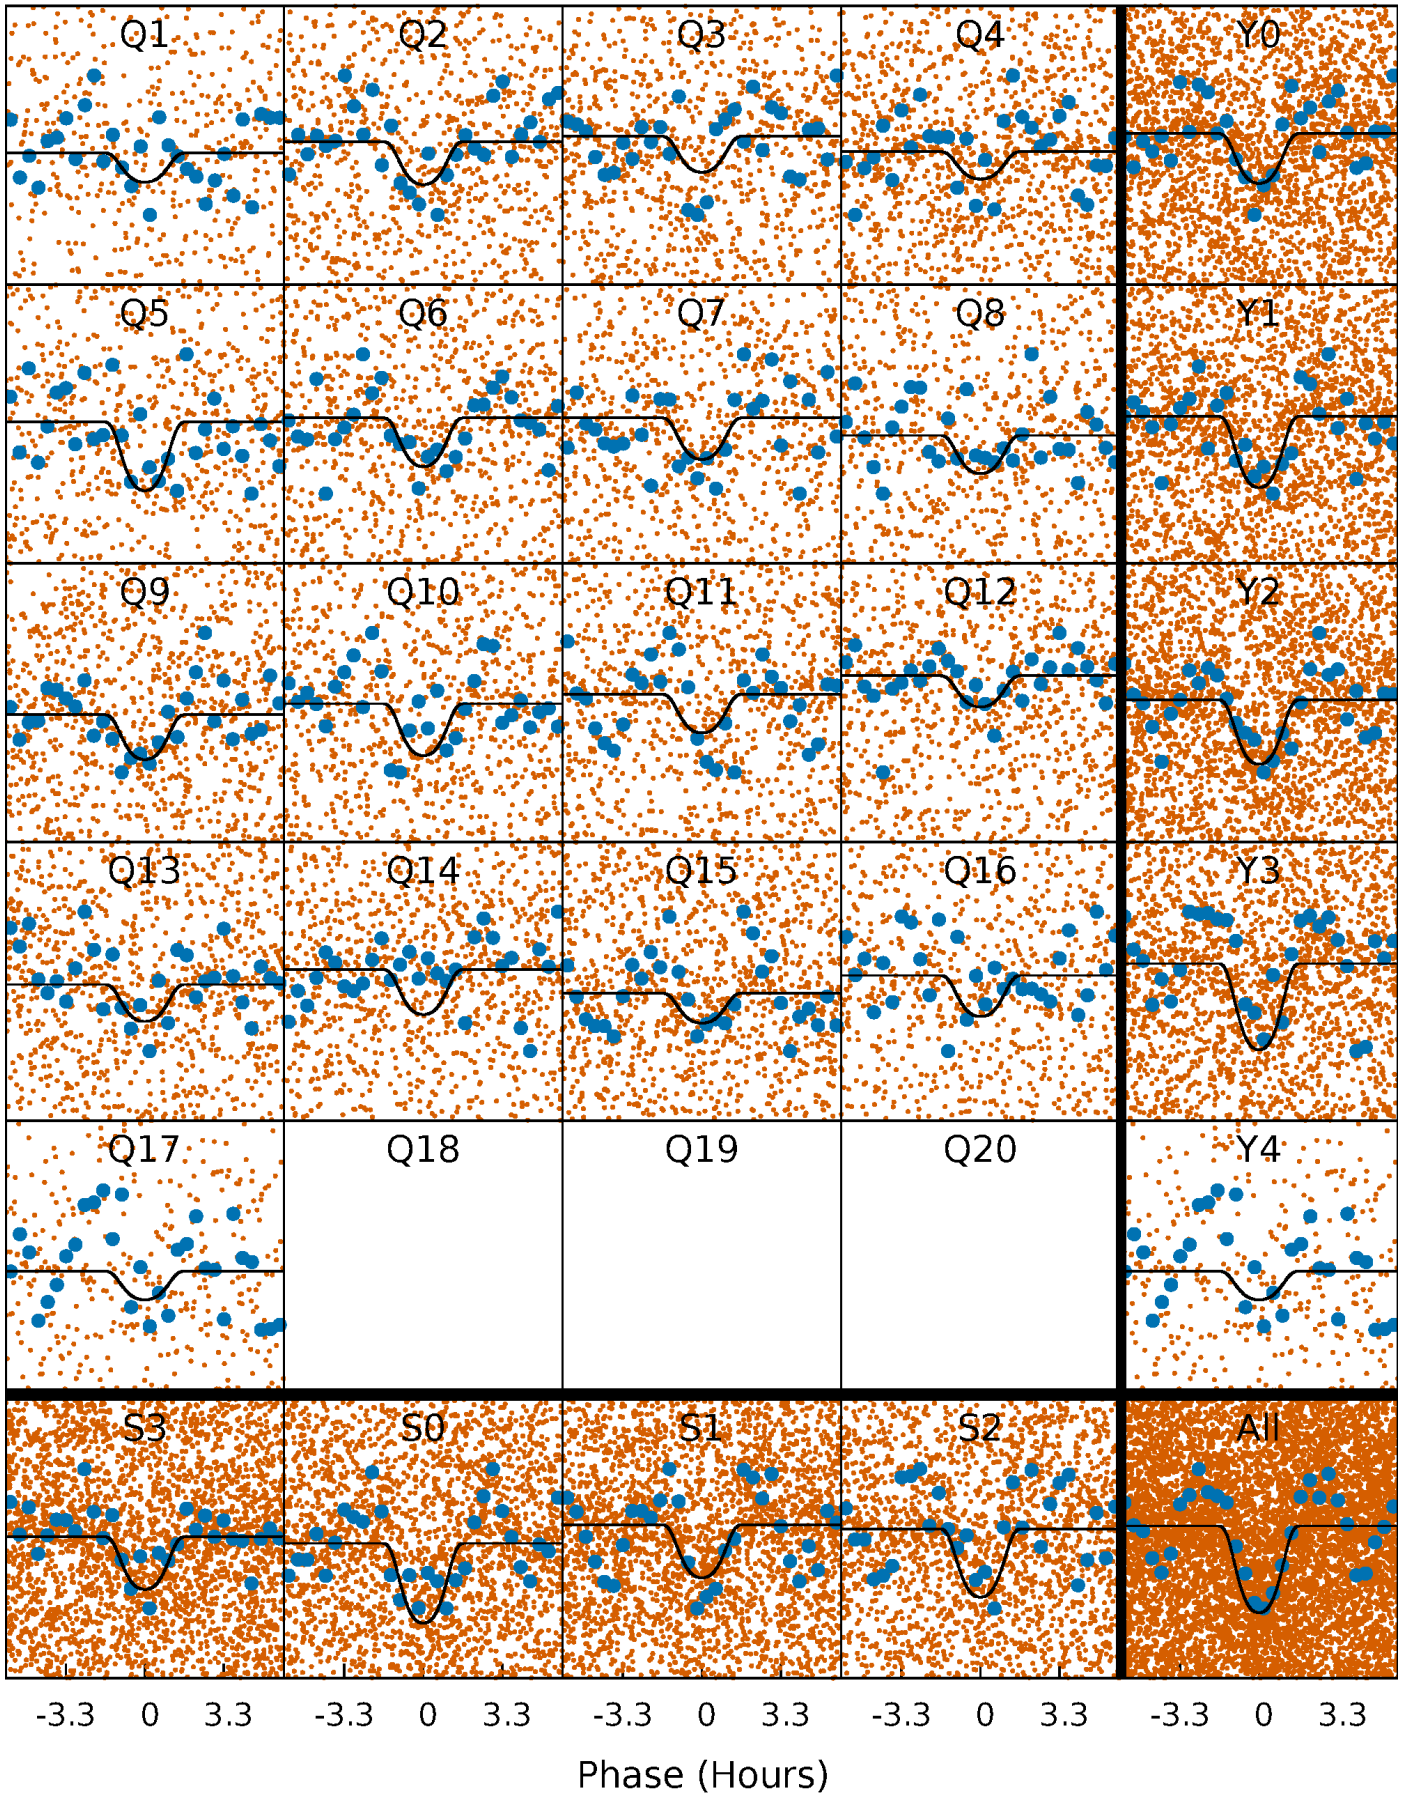 Q1 Q2 Q3 Q4 Y0
Q5 Q6 Q7 Q8 Y1
Q9 Q10 Q11 Q12 Y2
Q13 Q14 Q15 Q16 Y3
Q17 Q18 Q19 Q20 Y4
S3 S0 S1 S2 All
-3.3 0 3.3 -3.3 0 3.3 -3.3 0 3.3 -3.3 0 3.3 -3.3 0 3.3
Phase (Hours)